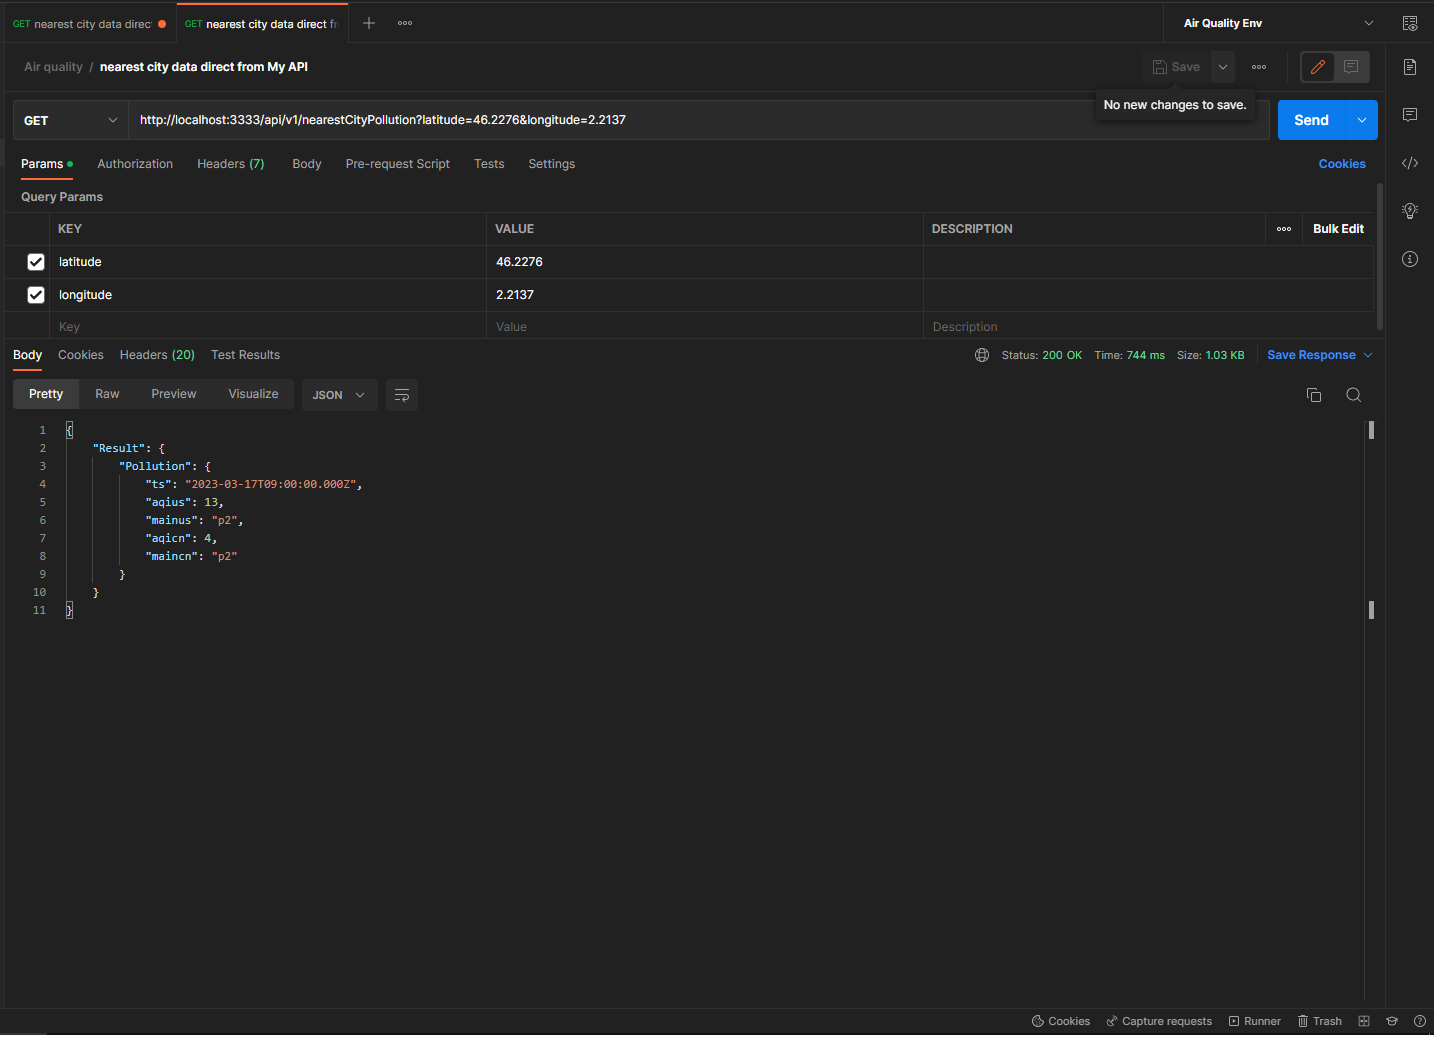 GET nearest city data direc
GET nearest city data direct fr
Air Quality Env
Air quality / nearest city data direct from My API
Save
No new changes to save.
GET
http://localhost:3333/api/v1/nearestCityPollution?latitude=46.2276&longitude=2.2137
Send
Params Authorization Headers (7) Body Pre-request Script Tests Settings Cookies
Query Params
KEY VALUE DESCRIPTION Bulk Edit
latitude 46.2276
longitude 2.2137
Key Value Description
Body Cookies Headers (20) Test Results Status: 200 OK Time: 744 ms Size: 1.03 KB Save Response
Pretty Raw Preview Visualize JSON
1 {
2 "Result": {
3 "Pollution": {
4 "ts": "2023-03-17T09:00:00.000Z",
5 "aqius": 13,
6 "mainus": "p2",
7 "aqicn": 4,
8 "maincn": "p2"
9 }
10 }
11 }
Cookies Capture requests Runner Trash